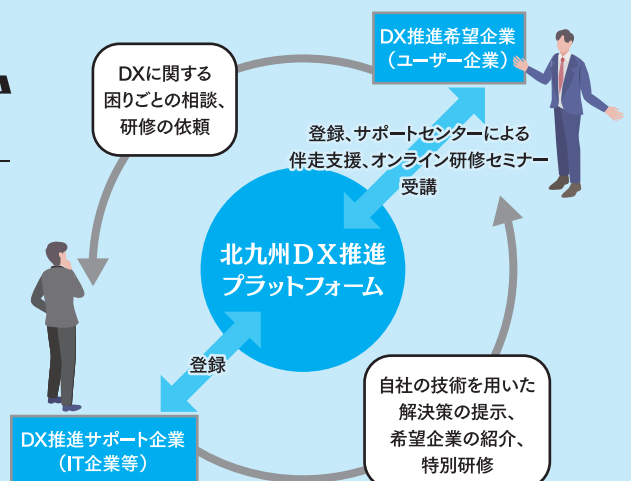 DX推進希望企業
（ユーザー企業）
DXに関する
困りごとの相談、
研修の依頼
登録、サポートセンターによる
伴走支援、オンライン研修セミナー
受講
北九州DX推進
プラットフォーム
登録
自社の技術を用いた
解決策の提示、
希望企業の紹介、
特別研修
DX推進サポート企業
（IT企業等）